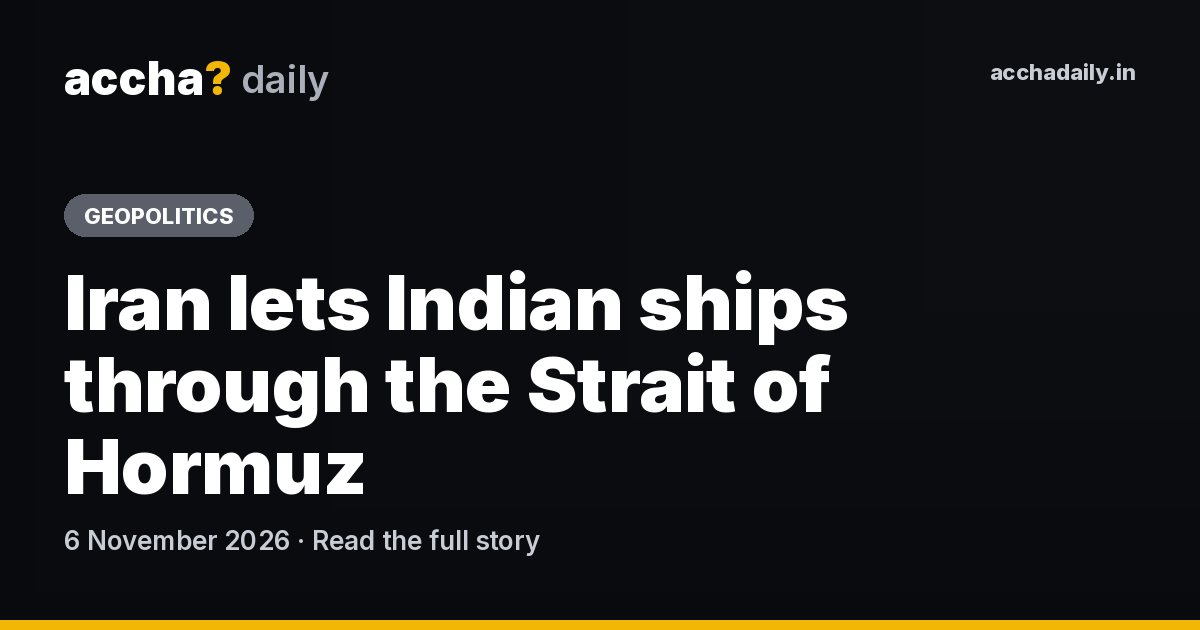 accha? daily
acchadaily.in
GEOPOLITICS
Iran lets Indian ships
through the Strait of
Hormuz
6 November 2026 · Read the full story